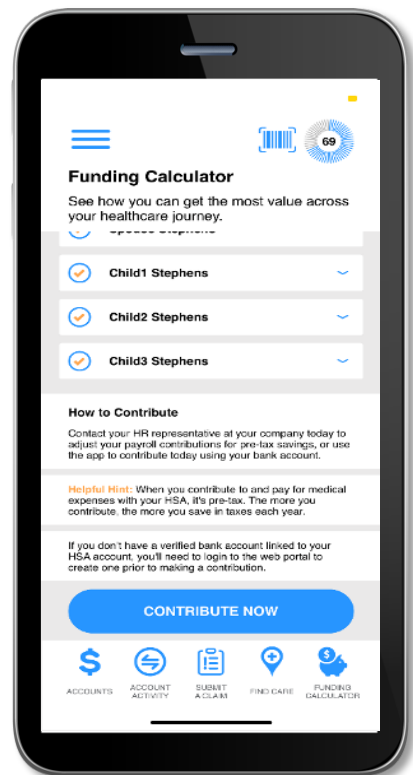 69
Funding Calculator
See how you can get the most value across
your healthcare journey.
Spouse Stephens
Child1 Stephens
Child2 Stephens
Child3 Stephens
How to Contribute
Contact your HR representative at your company today to
adjust your payroll contributions for pre-tax savings, or use
the app to contribute today using your bank account.
Helpful Hint: When you contribute to and pay for medical
expenses with your HSA, it's pre-tax. The more you
contribute, the more you save in taxes each year.
If you don't have a verified bank account linked to your
HSA account, you'll need to login to the web portal to
create one prior to making a contribution.
CONTRIBUTE NOW
ACCOUNTS
ACCOUNT
ACTIVITY
SUBMIT
A CLAIM
FIND CARE
FUNDING
CALCULATOR